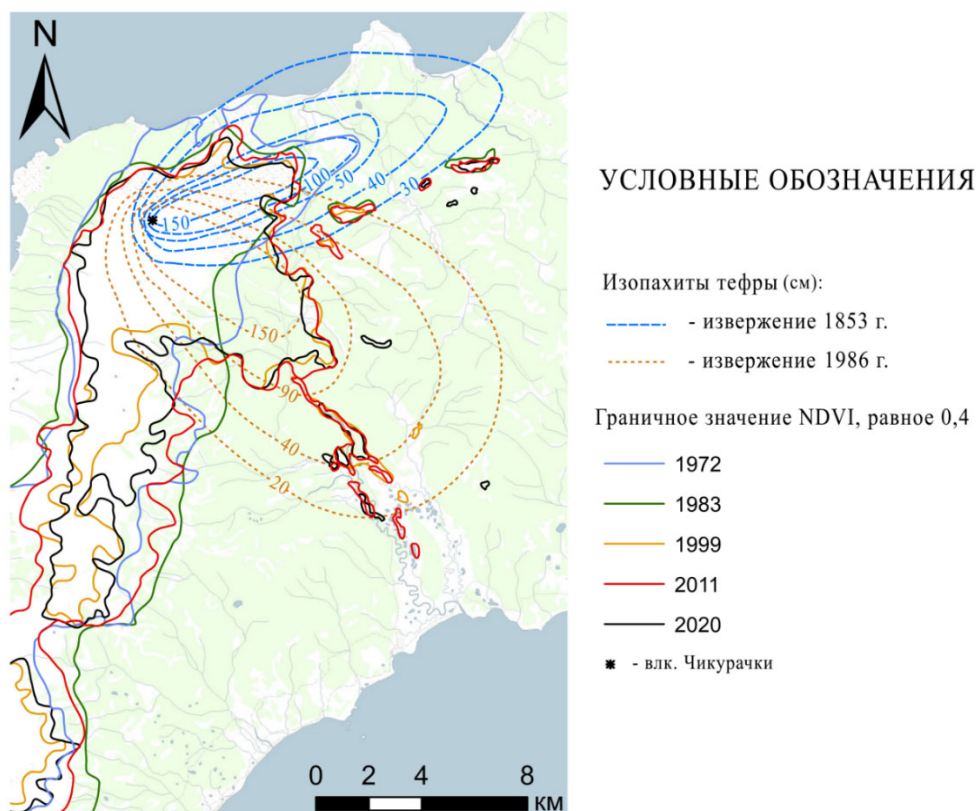 N
150
100
50
40
30
150
90
40
20
0 2 4 8
КМ
УСЛОВНЫЕ ОБОЗНАЧЕНИЯ
Изопахиты тефры (см):
- извержение 1853 г.
- извержение 1986 г.
Граничное значение NDVI, равное 0,4
1972
1983
1999
2011
2020
- влк. Чикурачки